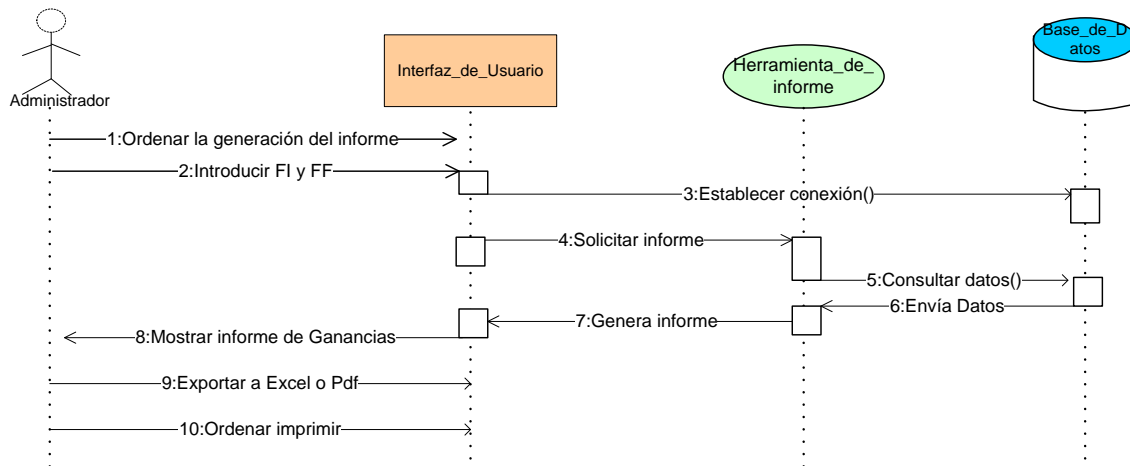 Administrador
Interfaz_de_Usuario
Herramienta_de_
informe
Base_de_D
atos
1:Ordenar la generación del informe
2:Introducir FI y FF
3:Establecer conexión()
4:Solicitar informe
5:Consultar datos()
6:Envía Datos
7:Genera informe
8:Mostrar informe de Ganancias
9:Exportar a Excel o Pdf
10:Ordenar imprimir